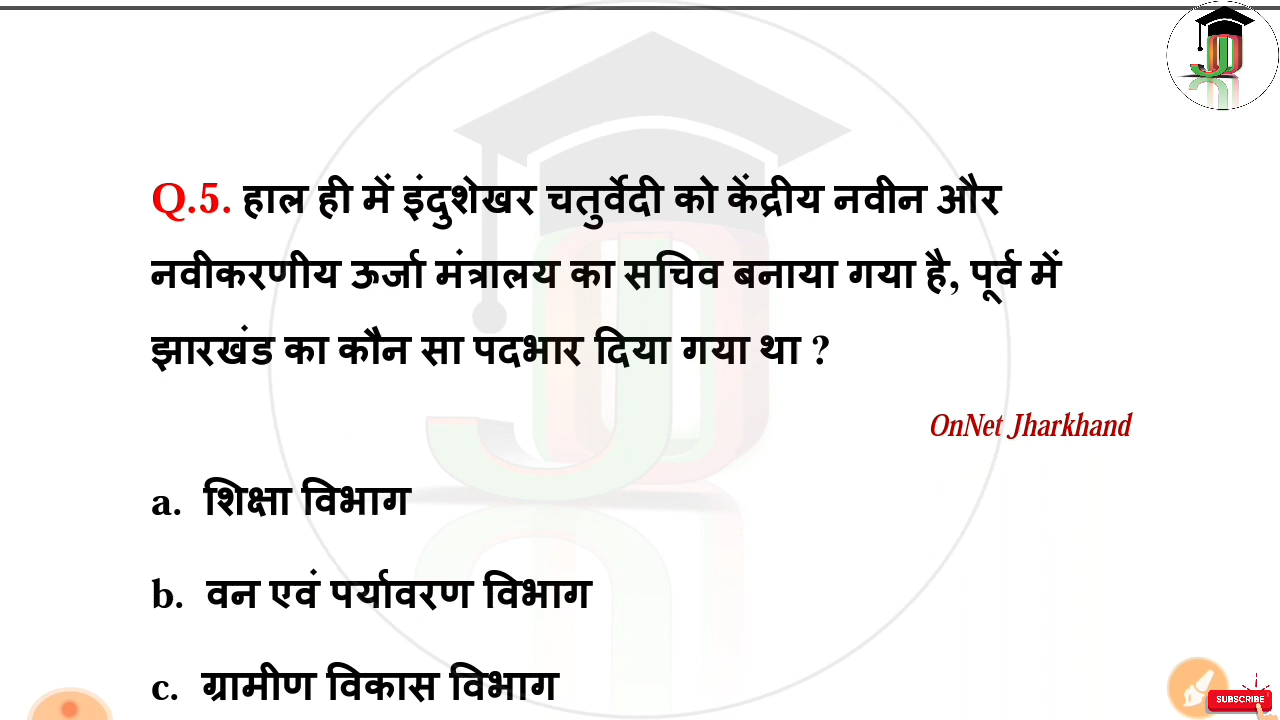 Q.5. हाल ही में इंदुशेखर चतुर्वेदी को केंद्रीय नवीन और
नवीकरणीय ऊर्जा मंत्रालय का सचिव बनाया गया है, पूर्व में
झारखंड का कौन सा पदभार दिया गया था ?
OnNet Jharkhand
a. शिक्षा विभाग
b. वन एवं पर्यावरण विभाग
c. ग्रामीण विकास विभाग
SUBSCRIBE